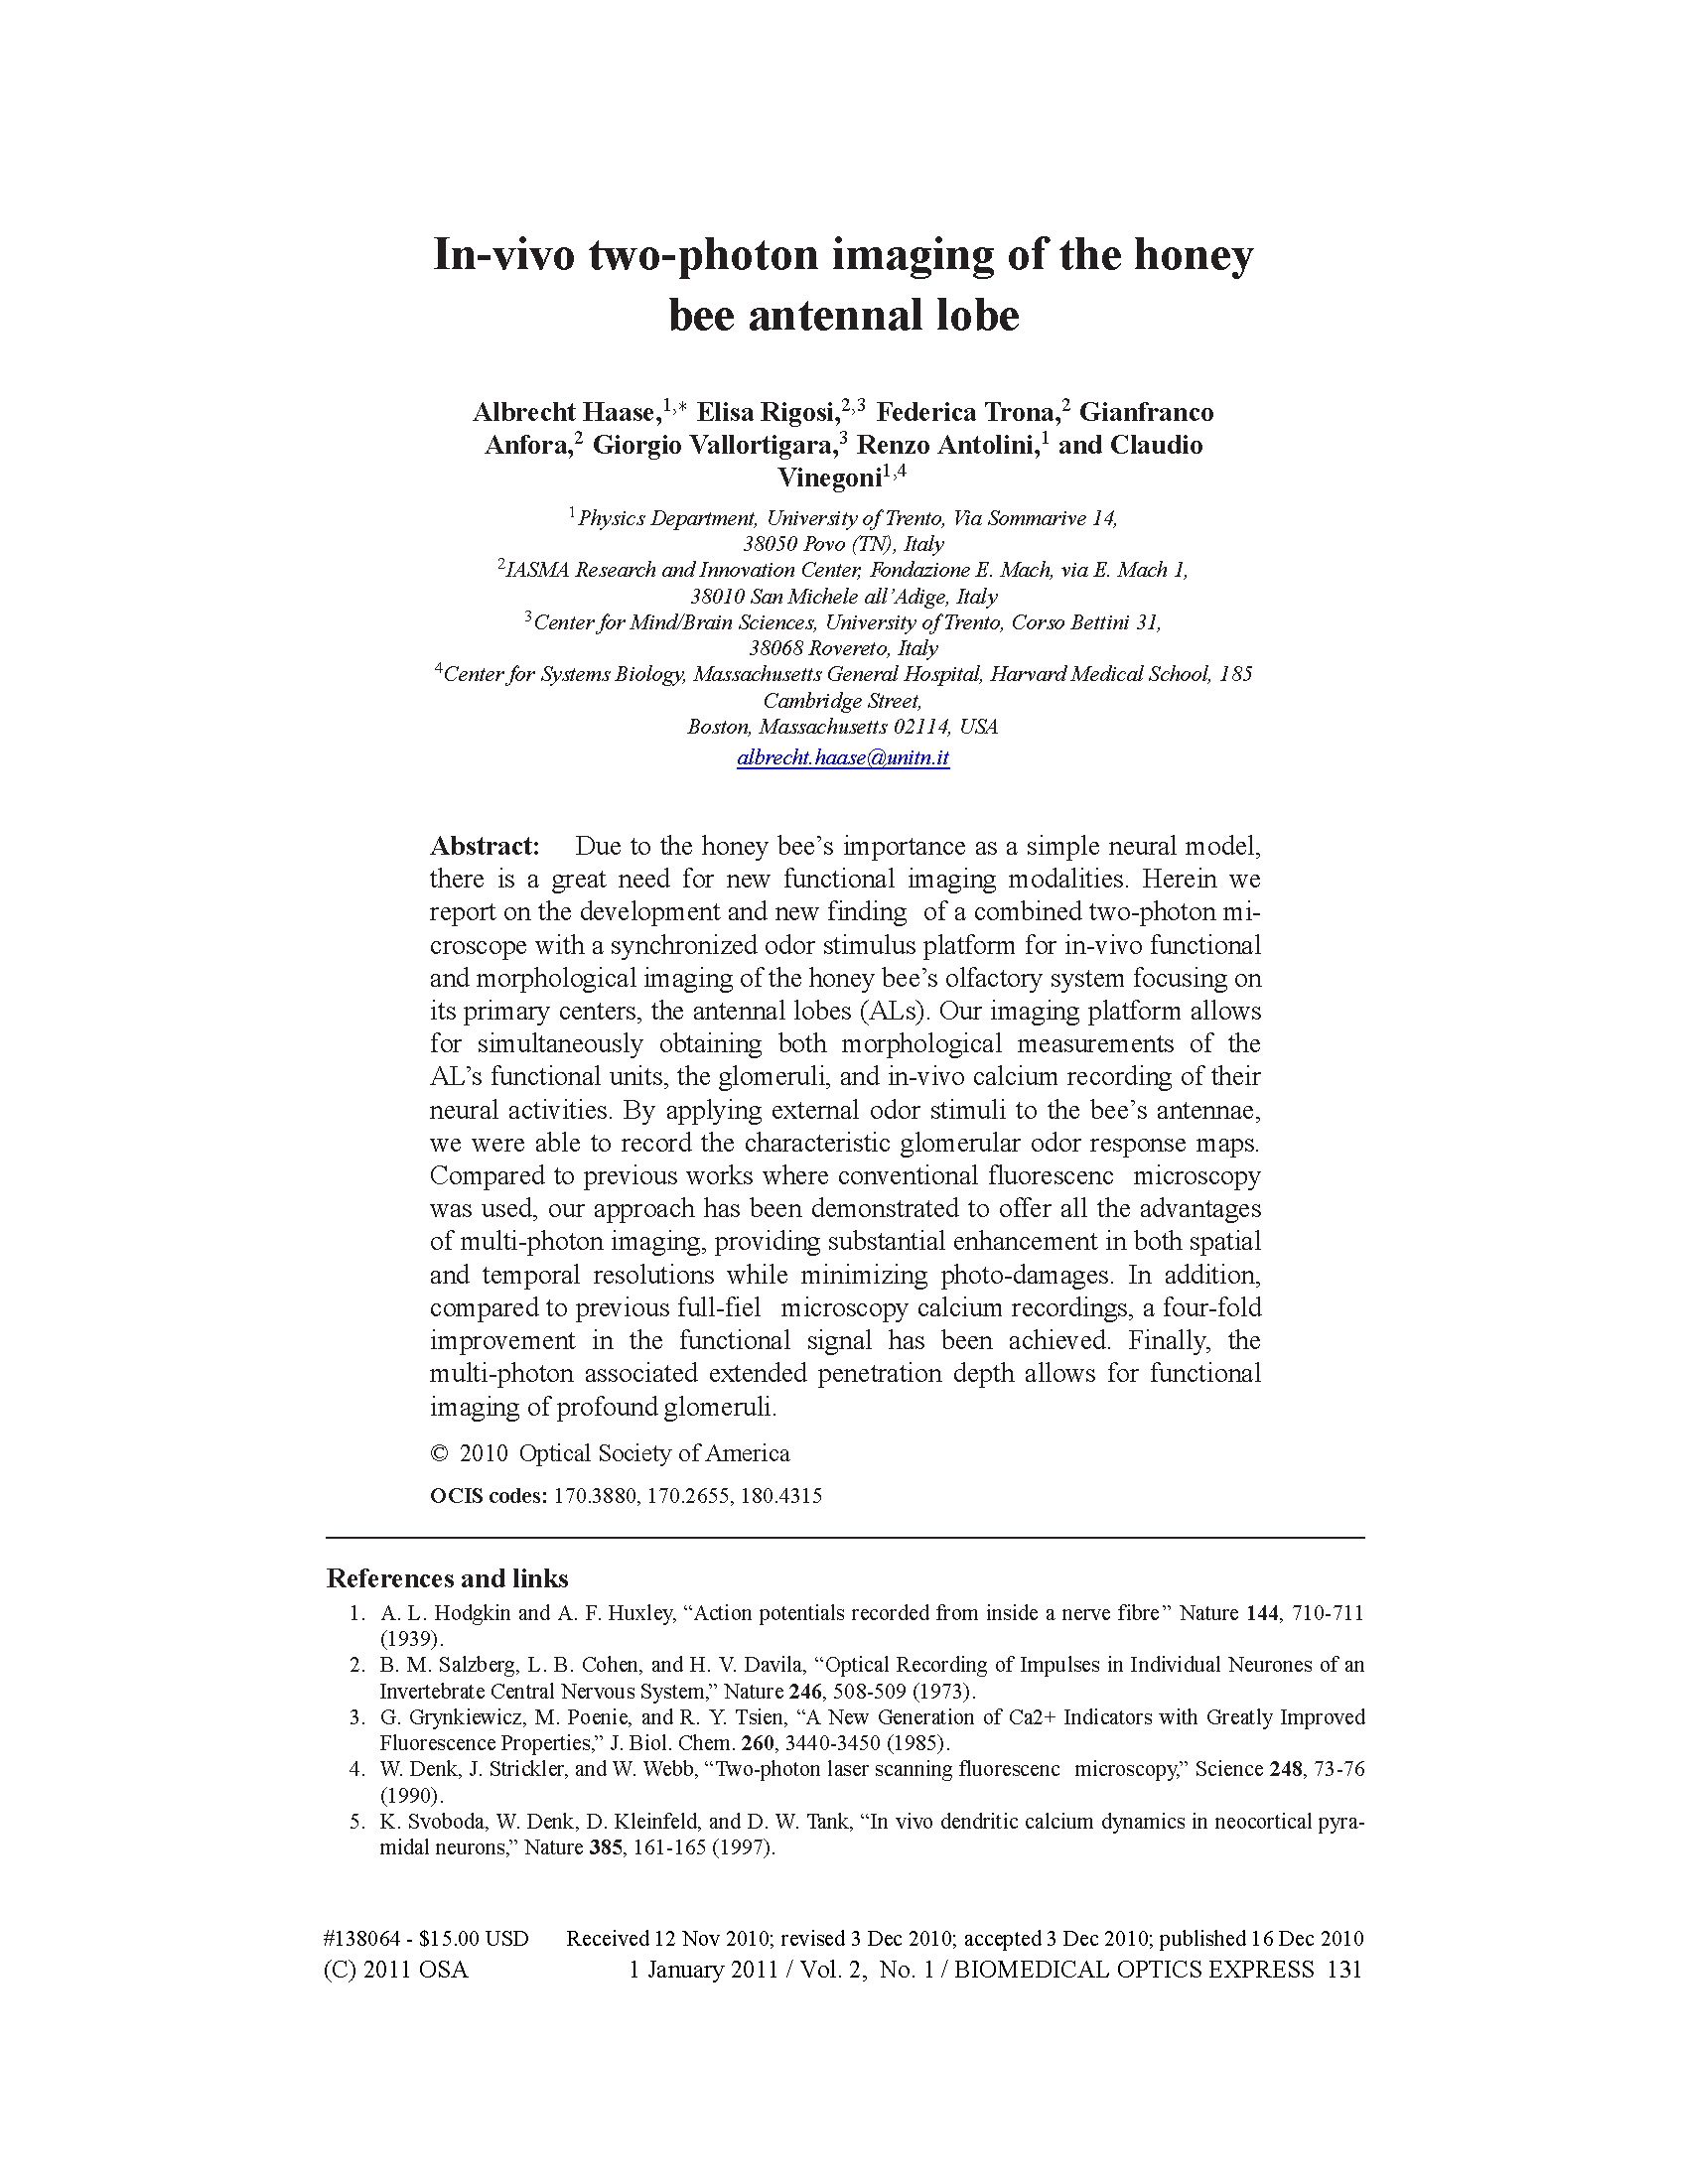 In-vivo two-photon imaging of the honey
bee antennal lobe
Albrecht Haase,1,* Elisa Rigosi,2,3 Federica Trona,2 Gianfranco
Anfora,2 Giorgio Vallortigara,3 Renzo Antolini,1 and Claudio
Vinegoni1,4
1Physics Department, University of Trento, Via Sommarive 14,
38050 Povo (TN), Italy
2IASMA Research and Innovation Center, Fondazione E. Mach, via E. Mach 1,
38010 San Michele all'Adige, Italy
3Center for Mind/Brain Sciences, University of Trento, Corso Bettini 31,
38068 Rovereto, Italy
4Center for Systems Biology, Massachusetts General Hospital, Harvard Medical School, 185
Cambridge Street,
Boston, Massachusetts 02114, USA
albrecht.haase@unitn.it
Abstract: Due to the honey bee's importance as a simple neural model,
there is a great need for new functional imaging modalities. Herein we
report on the development and new finding of a combined two-photon mi-
croscope with a synchronized odor stimulus platform for in-vivo functional
and morphological imaging of the honey bee's olfactory system focusing on
its primary centers, the antennal lobes (ALs). Our imaging platform allows
for simultaneously obtaining both morphological measurements of the
AL's functional units, the glomeruli, and in-vivo calcium recording of their
neural activities. By applying external odor stimuli to the bee's antennae,
we were able to record the characteristic glomerular odor response maps.
Compared to previous works where conventional fluorescenc microscopy
was used, our approach has been demonstrated to offer all the advantages
of multi-photon imaging, providing substantial enhancement in both spatial
and temporal resolutions while minimizing photo-damages. In addition,
compared to previous full-fiel microscopy calcium recordings, a four-fold
improvement in the functional signal has been achieved. Finally, the
multi-photon associated extended penetration depth allows for functional
imaging of profound glomeruli.
© 2010 Optical Society of America
OCIS codes: 170.3880, 170.2655, 180.4315
References and links
1. A. L. Hodgkin and A. F. Huxley, “Action potentials recorded from inside a nerve fibre” Nature 144, 710-711
(1939).
2. B. M. Salzberg, L. B. Cohen, and H. V. Davila, “Optical Recording of Impulses in Individual Neurones of an
Invertebrate Central Nervous System,” Nature 246, 508-509 (1973).
3. G. Grynkiewicz, M. Poenie, and R. Y. Tsien, “A New Generation of Ca2+ Indicators with Greatly Improved
Fluorescence Properties,” J. Biol. Chem. 260, 3440-3450 (1985).
4. W. Denk, J. Strickler, and W. Webb, “Two-photon laser scanning fluorescenc microscopy,” Science 248, 73-76
(1990).
5. K. Svoboda, W. Denk, D. Kleinfeld, and D. W. Tank, “In vivo dendritic calcium dynamics in neocortical pyra-
midal neurons,” Nature 385, 161-165 (1997).
#138064 - $15.00 USD Received 12 Nov 2010; revised 3 Dec 2010; accepted 3 Dec 2010; published 16 Dec 2010
(C) 2011 OSA 1 January 2011 / Vol. 2, No. 1 / BIOMEDICAL OPTICS EXPRESS 131